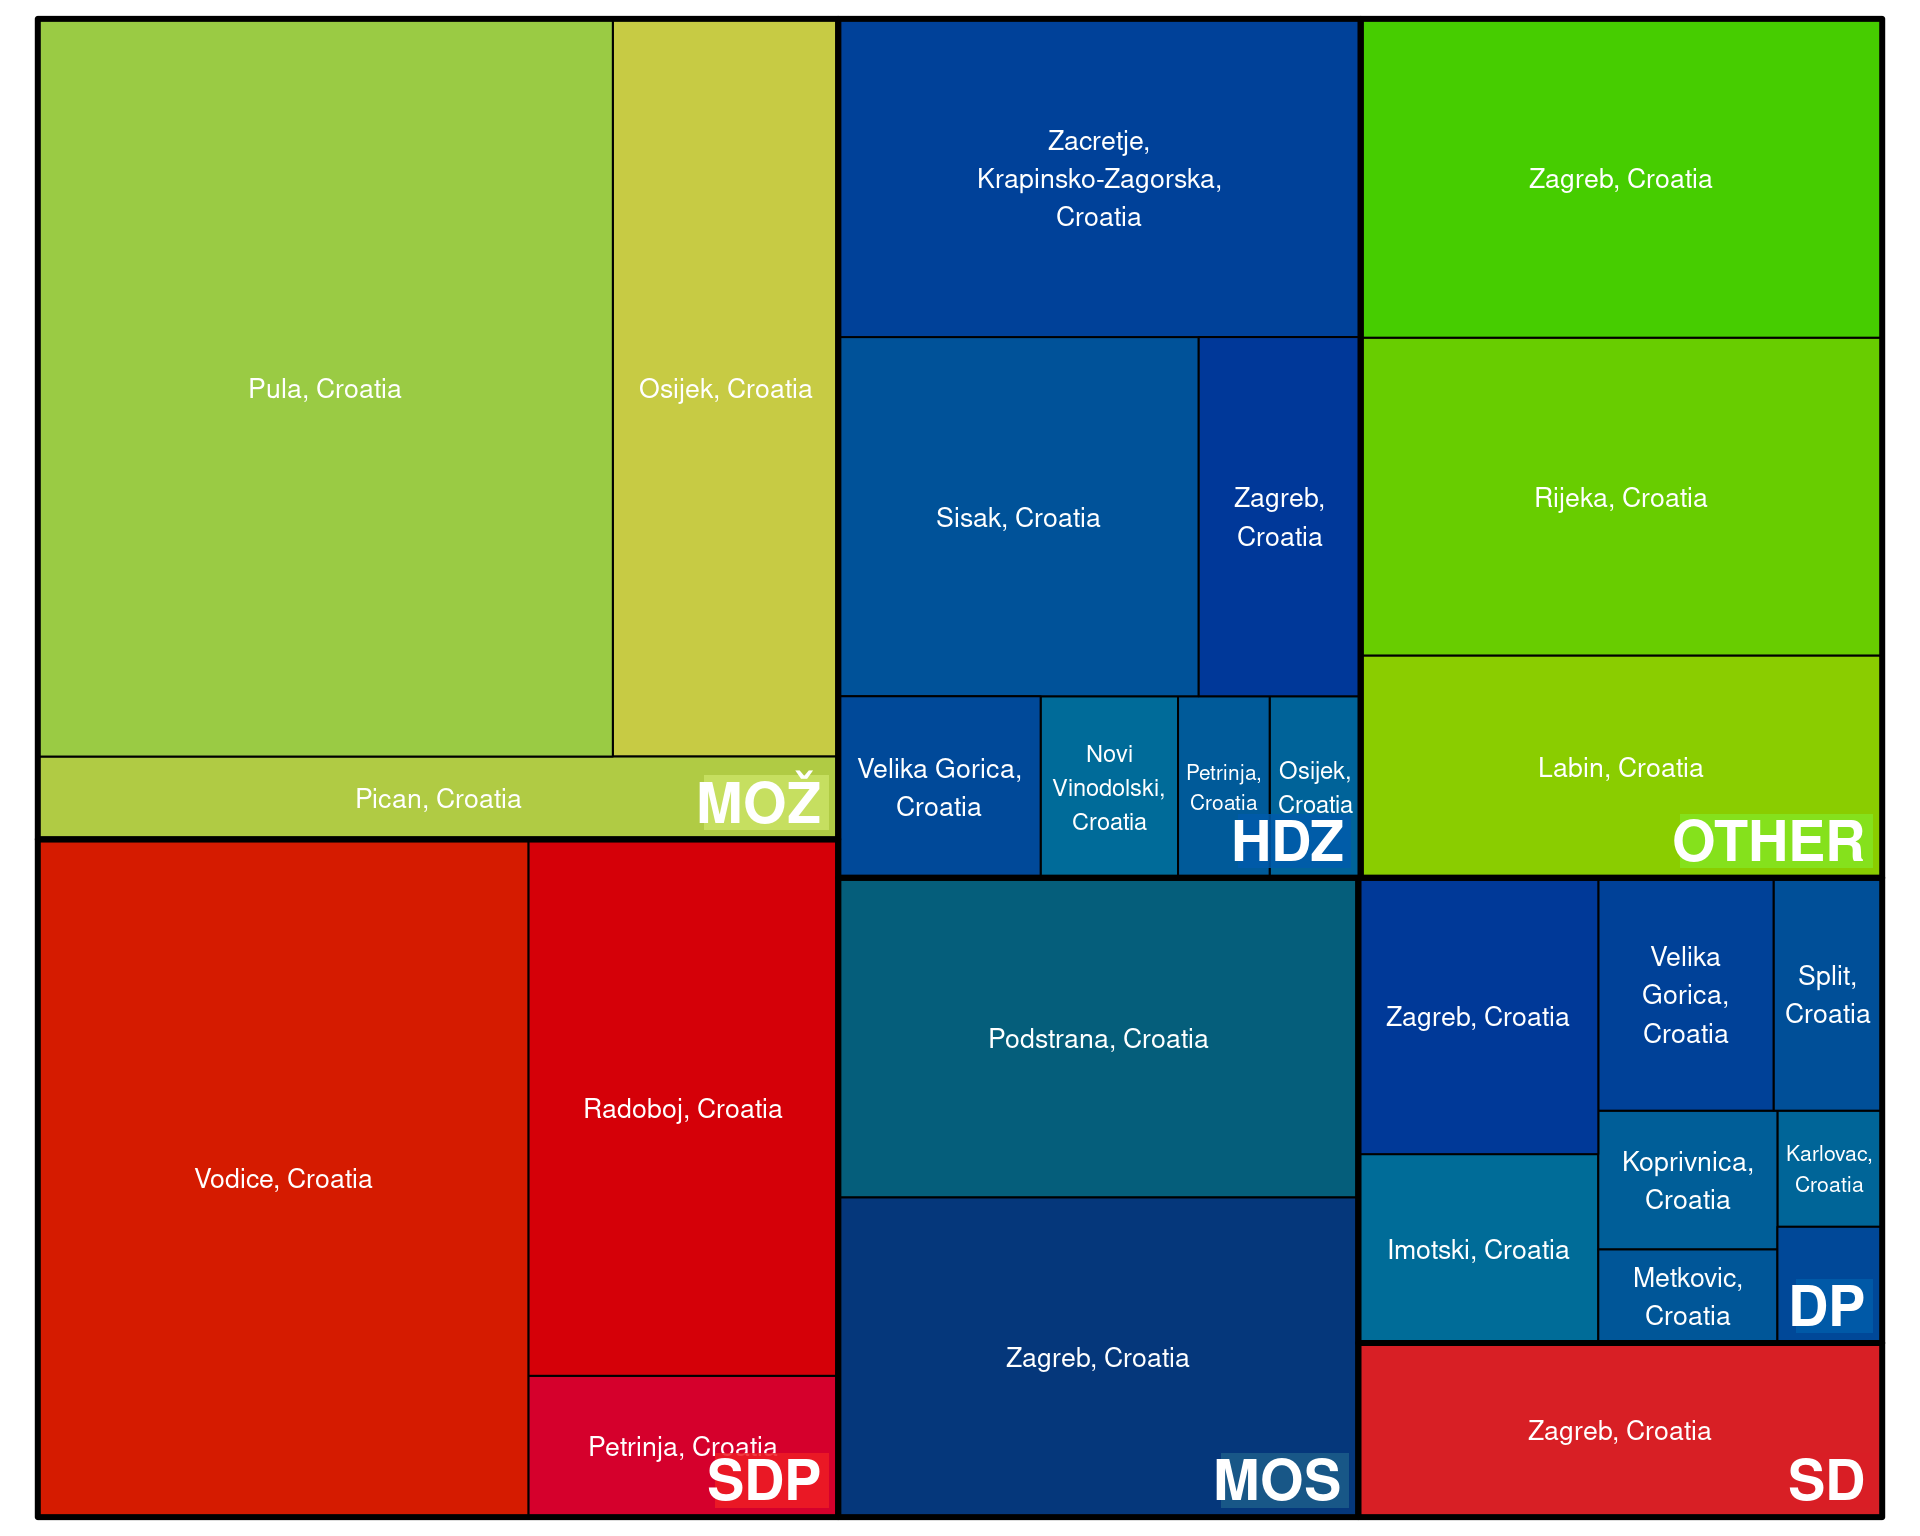 Pula, Croatia
Osijek, Croatia
Pican, Croatia
MOŽ
Zacretje,
Krapinsko-Zagorska,
Croatia
Sisak, Croatia
Zagreb,
Croatia
Velika Gorica,
Croatia
Novi
Vinodolski,
Croatia
Petrinja,
Croatia
Osijek,
Croatia
HDZ
Zagreb, Croatia
Rijeka, Croatia
Labin, Croatia
OTHER
Vodice, Croatia
Radoboj, Croatia
Petrinja, Croatia
SDP
Podstrana, Croatia
Zagreb, Croatia
MOS
Zagreb, Croatia
Velika
Gorica,
Croatia
Split,
Croatia
Imotski, Croatia
Koprivnica,
Croatia
Karlovac,
Croatia
Metkovic,
Croatia
DP
Zagreb, Croatia
SD